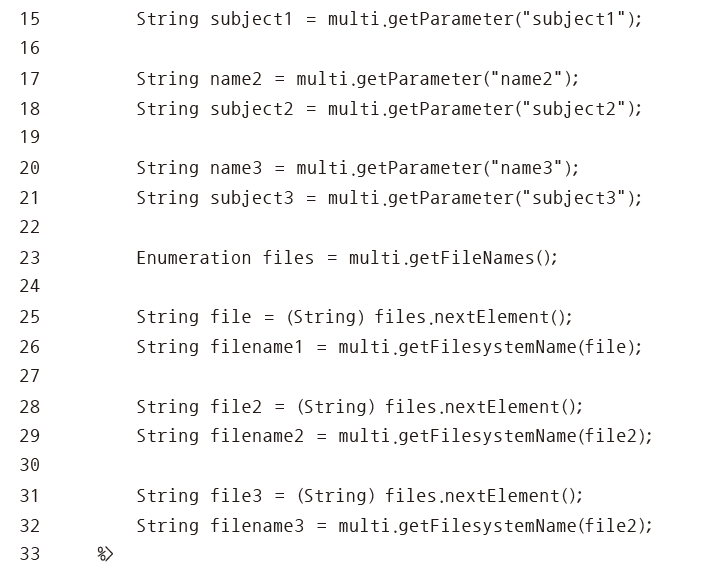 15 String subject1 = multi.getParameter("subject1");
16
17 String name2 = multi.getParameter("name2");
18 String subject2 = multi.getParameter("subject2");
19
20 String name3 = multi.getParameter("name3");
21 String subject3 = multi.getParameter("subject3");
22
23 Enumeration files = multi.getFileNames();
24
25 String file = (String) files.nextElement();
26 String filename1 = multi.getFilesystemName(file);
27
28 String file2 = (String) files.nextElement();
29 String filename2 = multi.getFilesystemName(file2);
30
31 String file3 = (String) files.nextElement();
32 String filename3 = multi.getFilesystemName(file2);
33 %>